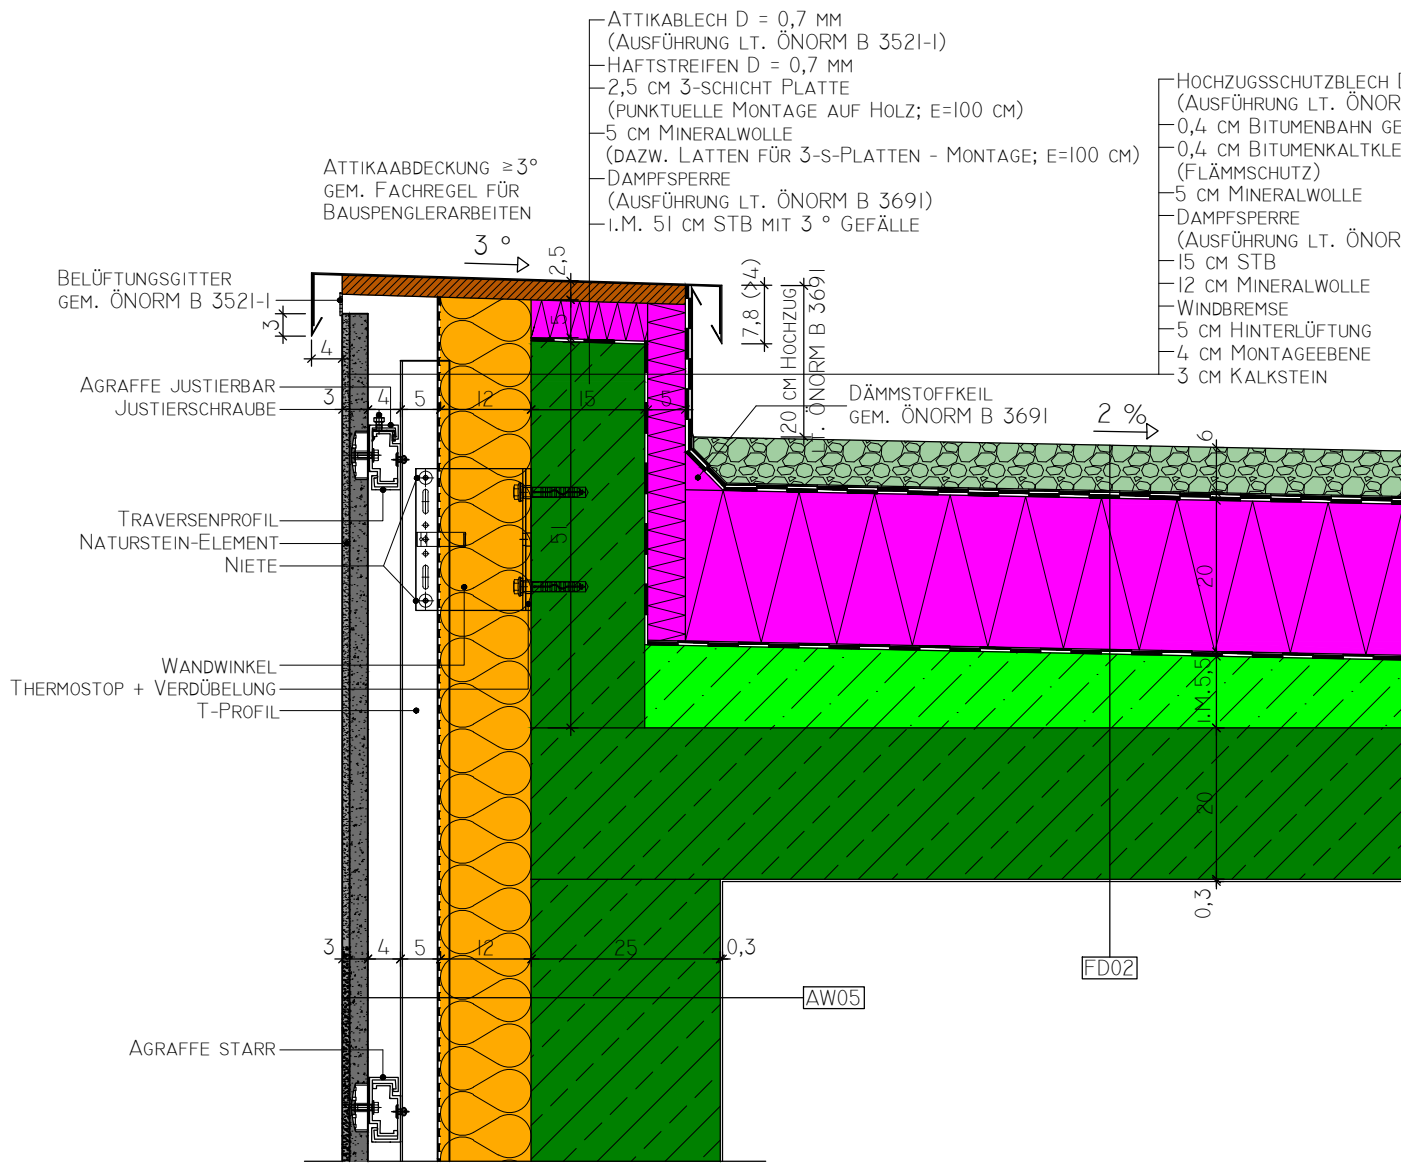 ATTIKABLECH D = 0,7 MM
(AUSFÜHRUNG LT. ÖNORM B 3521-1)
HAFTSTREIFEN D = 0,7 MM
2,5 CM 3-SCHICHT PLATTE
(PUNKTUELLE MONTAGE AUF HOLZ; E=100 CM)
5 CM MINERALWOLLE
(DAZW. LATTEN FÜR 3-S-PLATTEN - MONTAGE; E=100 CM)
DAMPFSPERRE
(AUSFÜHRUNG LT. ÖNORM B 3691)
I.M. 51 CM STB MIT 3 ° GEFÄLLE
HOCHZUGSSCHUTZBLECH
(AUSFÜHRUNG LT. ÖNOR
0,4 CM BITUMENBAHN GE
0,4 CM BITUMENKALTKLE
(FLÄMMSCHUTZ)
5 CM MINERALWOLLE
DAMPFSPERRE
(AUSFÜHRUNG LT. ÖNOR
15 CM STB
12 CM MINERALWOLLE
WINDBREMSE
5 CM HINTERLÜFTUNG
4 CM MONTAGEEBENE
3 CM KALKSTEIN
ATTIKAABDECKUNG ≥3°
GEM. FACHREGEL FÜR
BAUSPENGLERARBEITEN
3 °
2,5
BELÜFTUNGSGITTER
GEM. ÖNORM B 3521-1
3
4
5
7,8 (>4)
20 CM HOCHZUG
LT. ÖNORM B 3691
AGRAFFE JUSTIERBAR
JUSTIERSCHRAUBE
3 4 5 12 15 5
DÄMMSTOFFKEIL
GEM. ÖNORM B 3691
2 %
6
TRAVERSENPROFIL
NATURSTEIN-ELEMENT
NIETE
51
20
WANDWINKEL
THERMOSTOP + VERDÜBELUNG
T-PROFIL
I.M. 5,5
20
0,3
3 4 5 12 25 0,3
FD02
AW05
AGRAFFE STARR